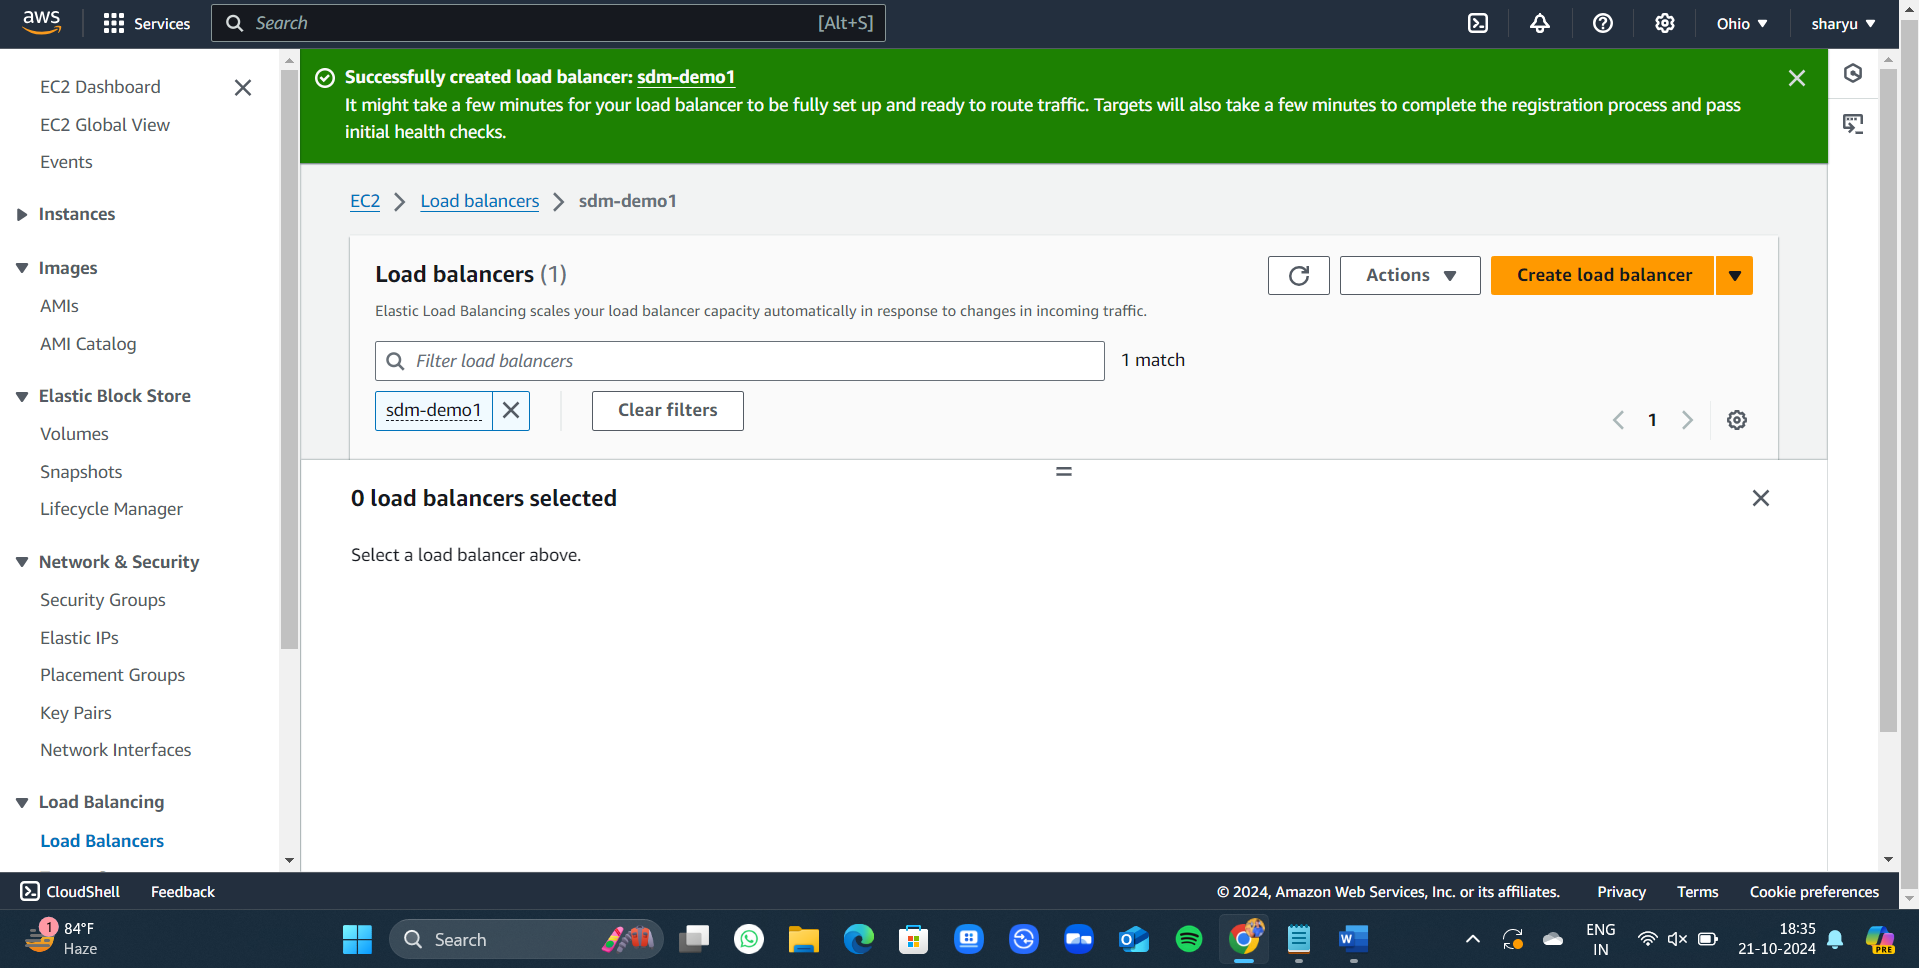 aws
Services
Search [Alt+S]
Ohio
sharyu
EC2 Dashboard
EC2 Global View
Events
Instances
Images
AMIs
AMI Catalog
Elastic Block Store
Volumes
Snapshots
Lifecycle Manager
Network & Security
Security Groups
Elastic IPs
Placement Groups
Key Pairs
Network Interfaces
Load Balancing
Load Balancers
Successfully created load balancer: sdm-demo1
It might take a few minutes for your load balancer to be fully set up and ready to route traffic. Targets will also take a few minutes to complete the registration process and pass
initial health checks.
EC2 Load balancers sdm-demo1
Load balancers (1)
Actions
Create load balancer
Elastic Load Balancing scales your load balancer capacity automatically in response to changes in incoming traffic.
Filter load balancers
1 match
sdm-demo1
Clear filters
1
0 load balancers selected
Select a load balancer above.
CloudShell
Feedback
© 2024, Amazon Web Services, Inc. or its affiliates.
Privacy
Terms
Cookie preferences
1
84°F
Haze
Search
ENG
IN
18:35
21-10-2024
PRE